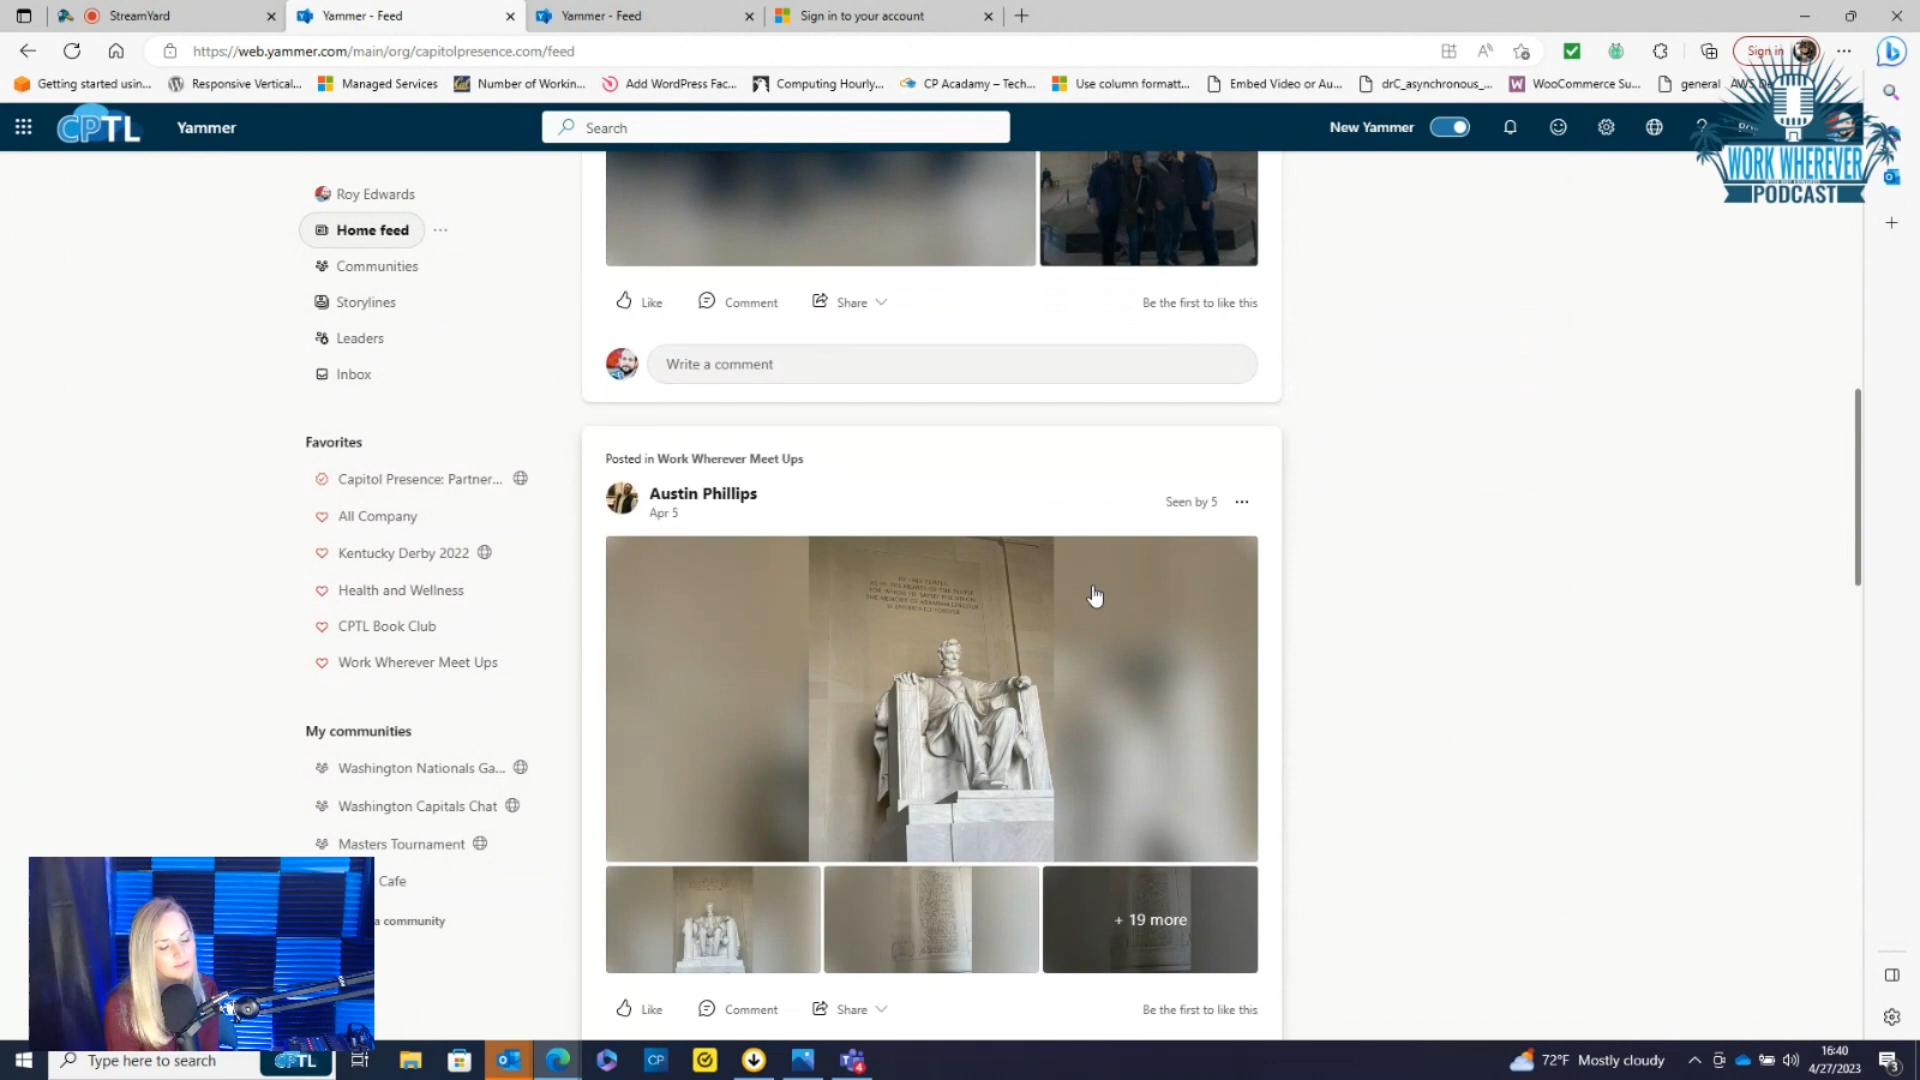 StreamYard
Yammer - Feed
Yammer - Feed
Sign in to your account
https://web.yammer.com/main/org/capitolpresence.com/feed
Sign in
Getting started usin...
Responsive Vertical...
Managed Services
Number of Workin...
Add WordPress Fac...
Computing Hourly,...
CP Acadamy – Tech...
Use column formatt...
Embed Video or Au...
drC_asynchronous_...
WooCommerce Su...
general
CPTL
Yammer
Search
New Yammer
WORK WHEREVER
PODCAST
Roy Edwards
Home feed
Communities
Storylines
Leaders
Inbox
Favorites
Capitol Presence: Partner...
All Company
Kentucky Derby 2022
Health and Wellness
CPTL Book Club
Work Wherever Meet Ups
My communities
Washington Nationals Ga...
Washington Capitals Chat
Masters Tournament
Cafe
a community
Like
Comment
Share
Be the first to like this
Write a comment
Posted in Work Wherever Meet Ups
Austin Phillips
Apr 5
Seen by 5
+ 19 more
Like
Comment
Share
Be the first to like this
Type here to search
CPTL
CP
4
72°F Mostly cloudy
16:40
4/27/2023
3